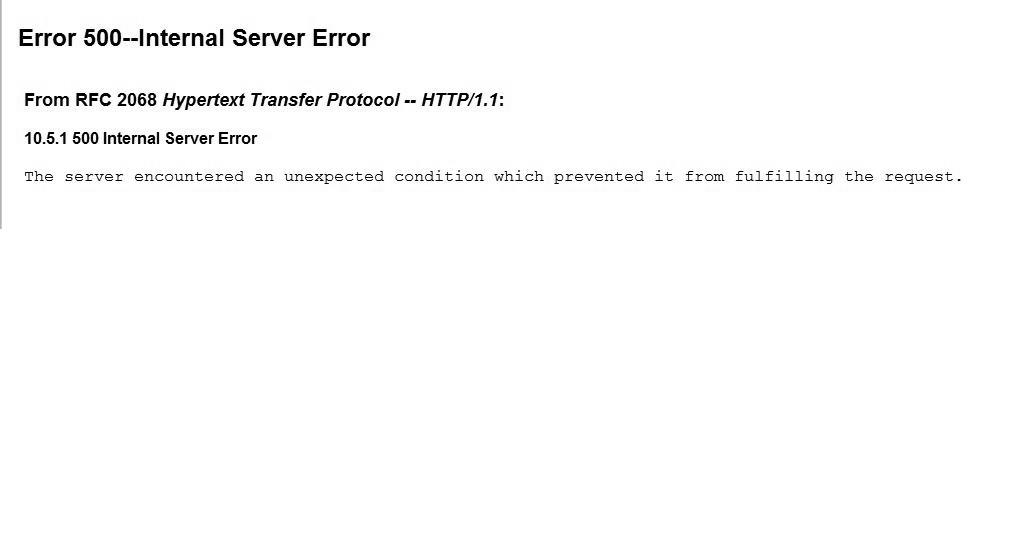 Error 500--Internal Server Error
From RFC 2068 Hypertext Transfer Protocol -- HTTP/1.1:
10.5.1 500 Internal Server Error
The server encountered an unexpected condition which prevented it from fulfilling the request.